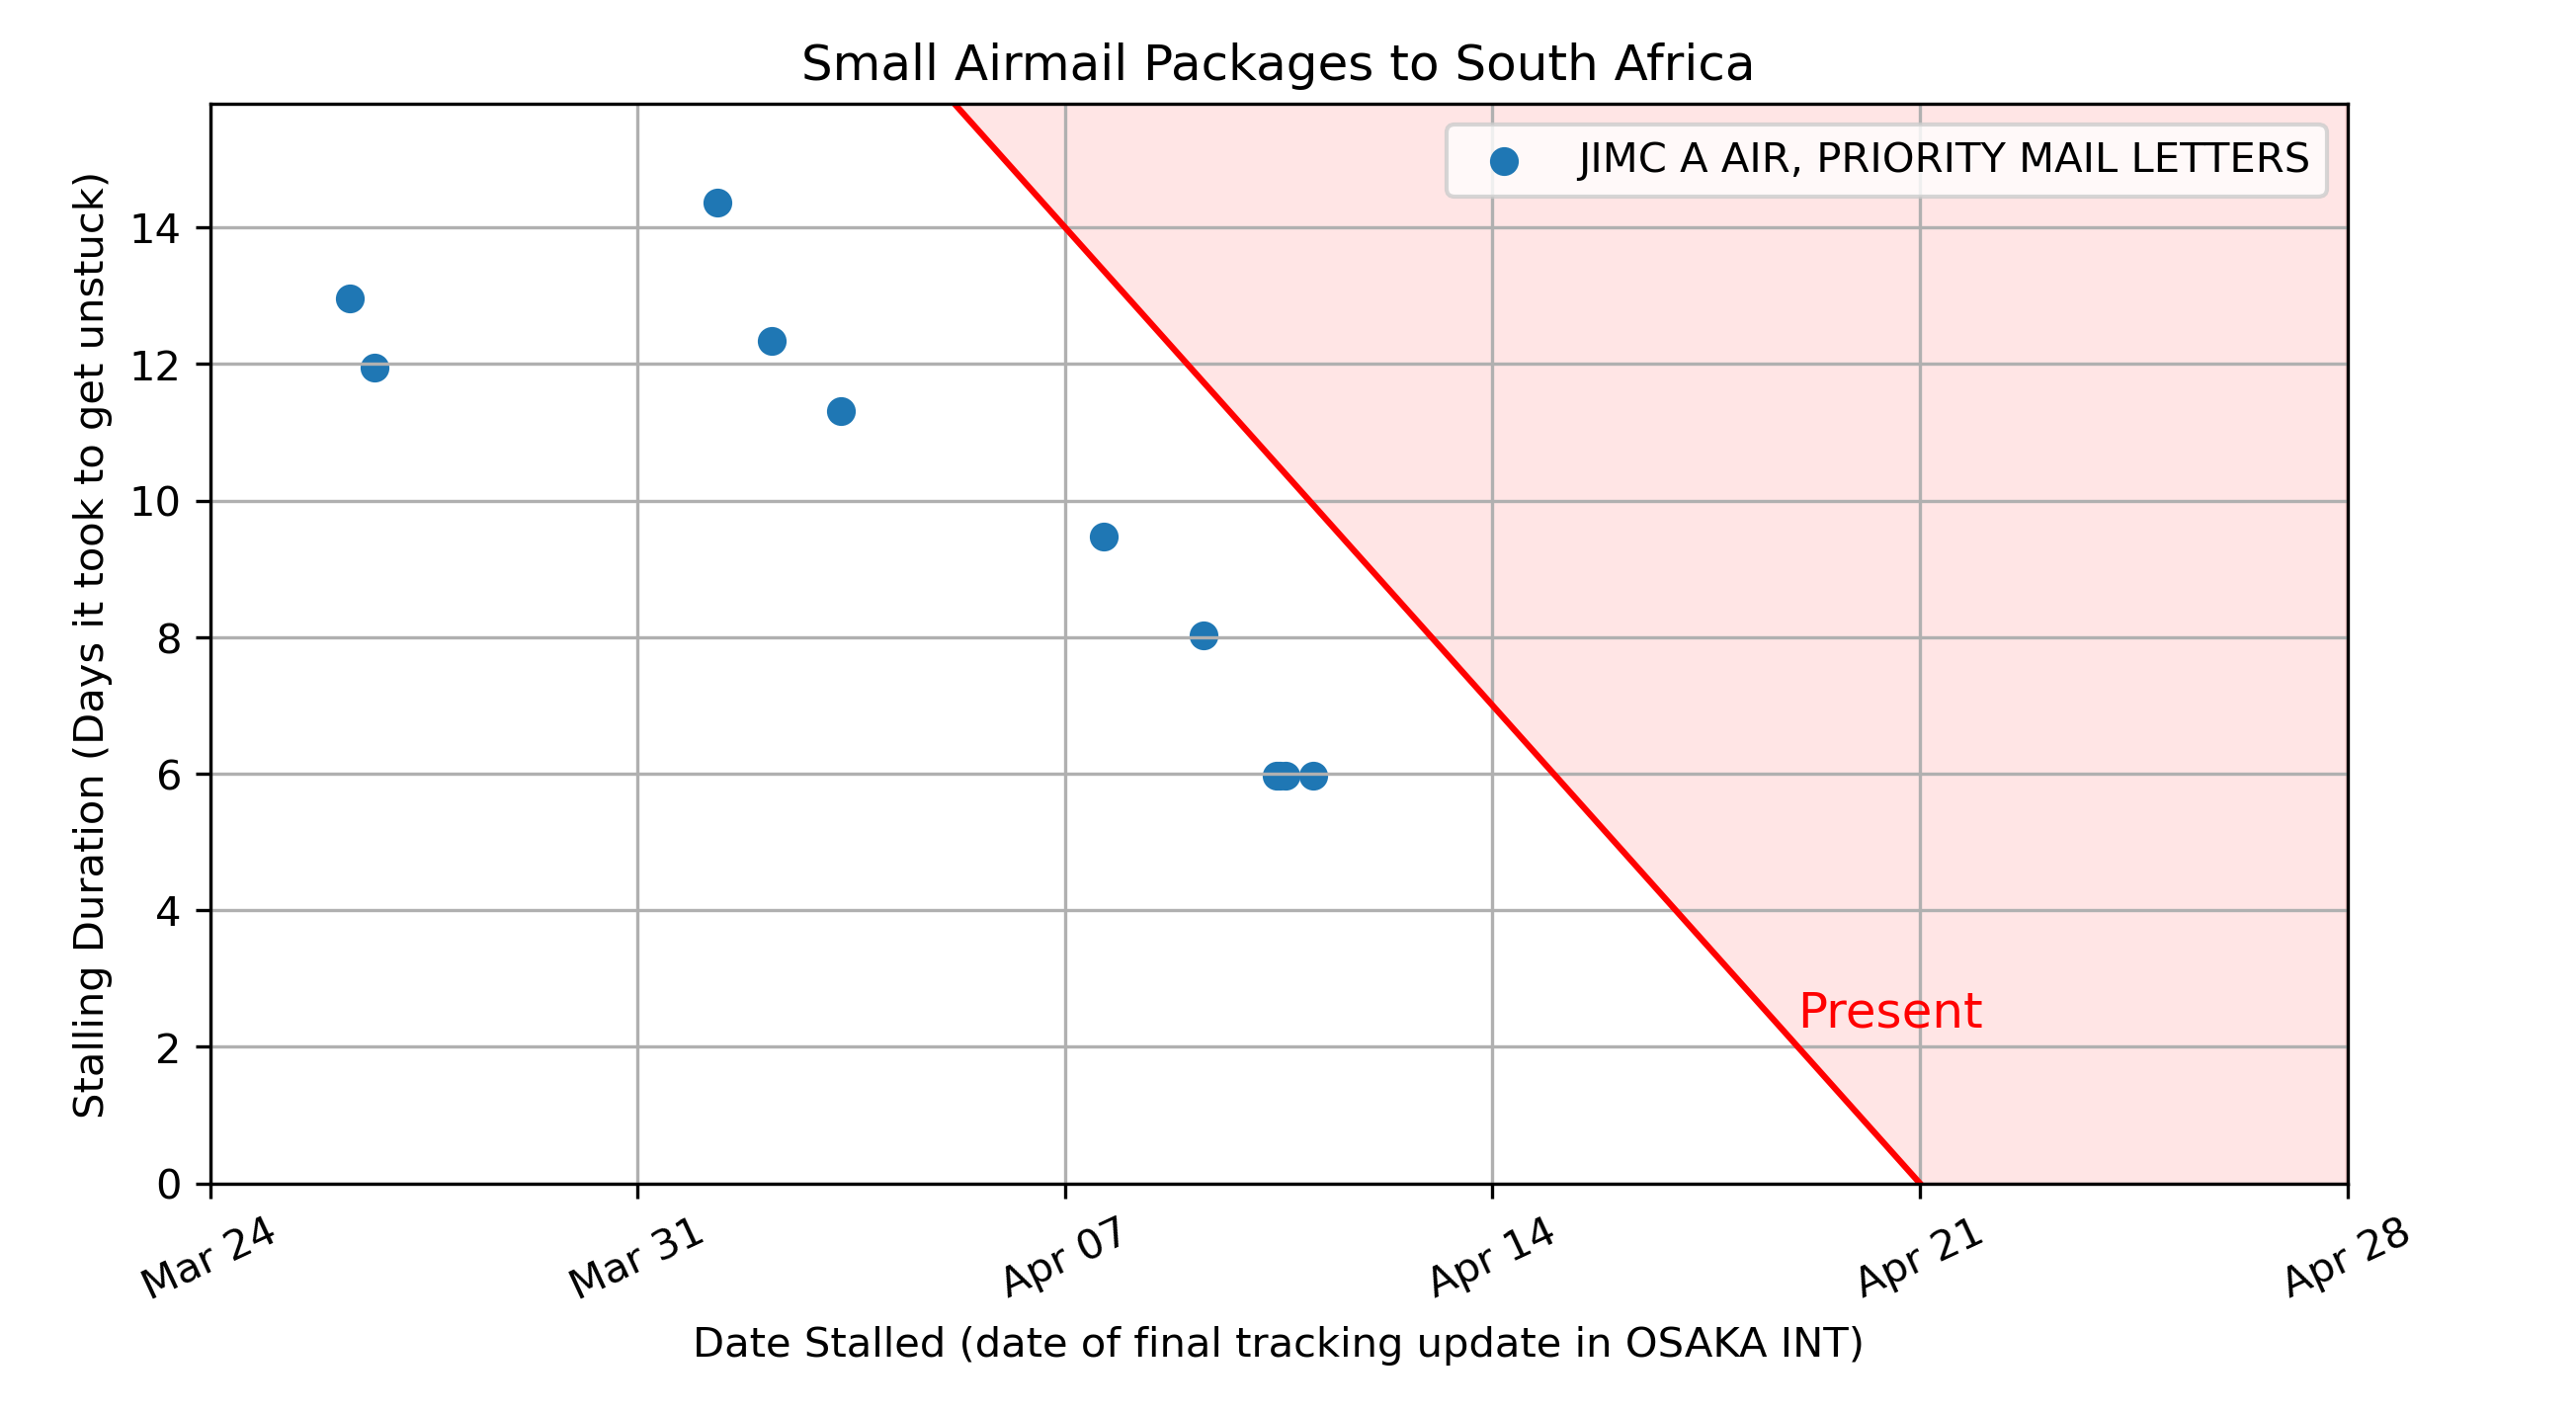 Small Airmail Packages to South Africa
JIMC A AIR, PRIORITY MAIL LETTERS
Stalling Duration (Days it took to get unstuck)
14
12
10
8
6
4
2
0
Present
Mar 24
Mar 31
Apr 07
Apr 14
Apr 21
Apr 28
Date Stalled (date of final tracking update in OSAKA INT)